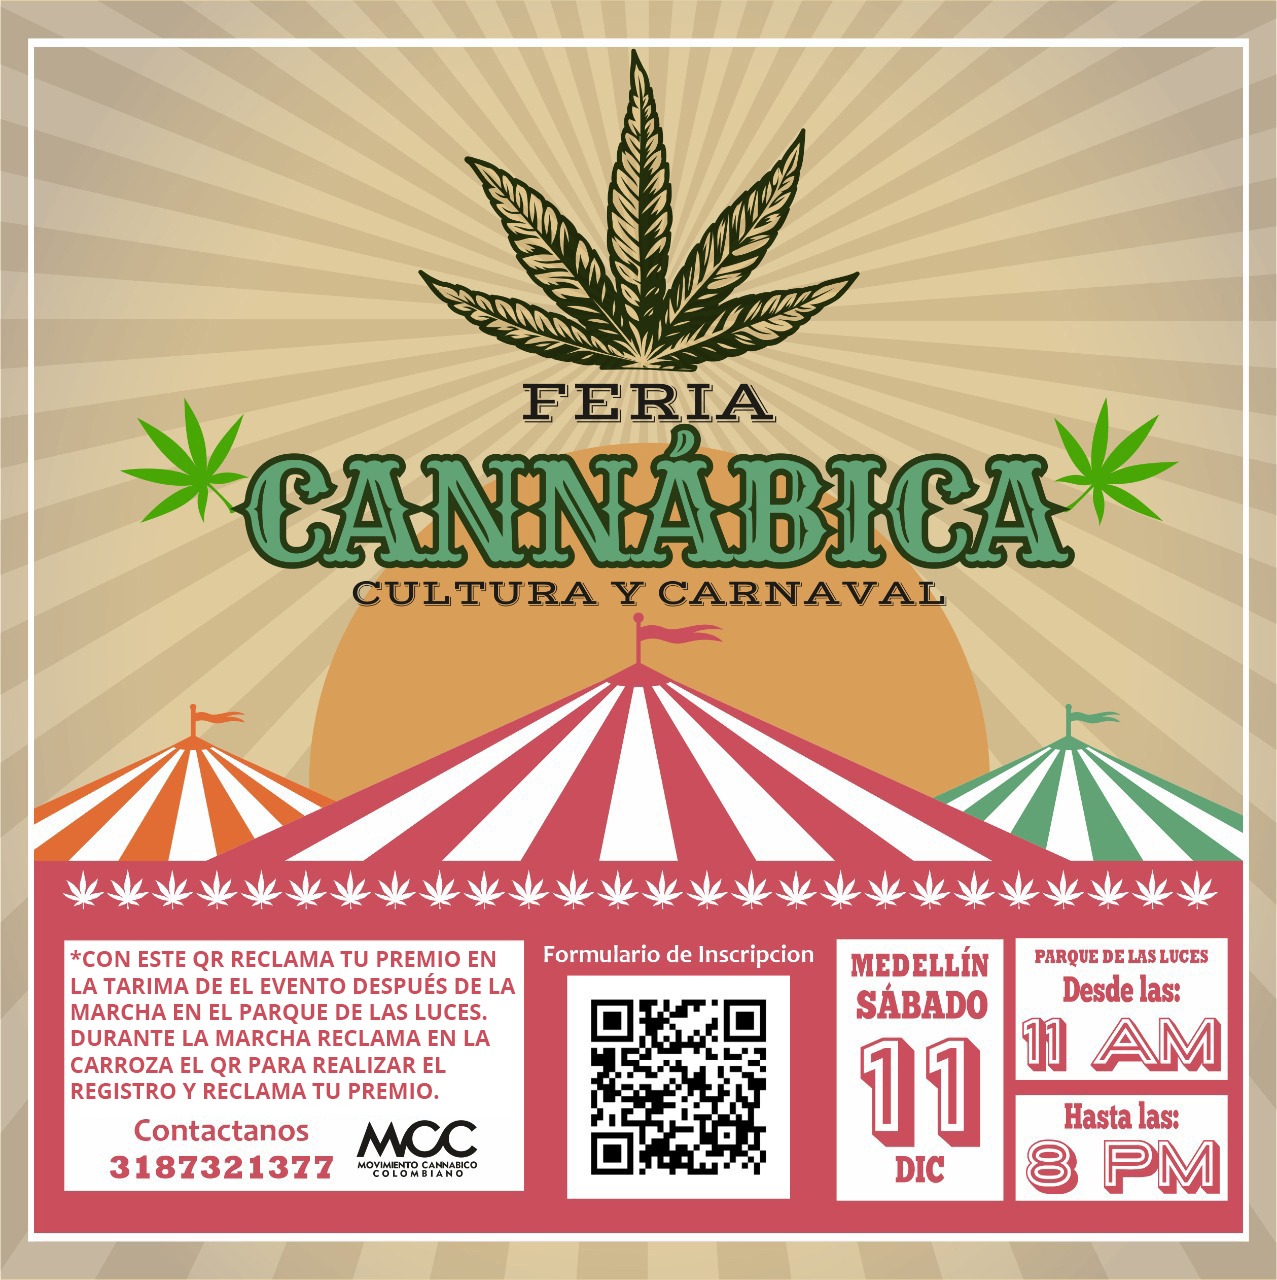 FERIA
CANNÁBICA
CULTURA Y CARNAVAL
*CON ESTE QR RECLAMA TU PREMIO EN
LA TARIMA DE EL EVENTO DESPUÉS DE LA
MARCHA EN EL PARQUE DE LAS LUCES.
DURANTE LA MARCHA RECLAMA EN LA
CARROZA EL QR PARA REALIZAR EL
REGISTRO Y RECLAMA TU PREMIO.
Contactanos
3187321377
MCC
MOVIMIENTO CANNABICO
COLOMBIANO
Formulario de Inscripcion
MEDELLÍN
SÁBADO
11
DIC
PARQUE DE LAS LUCES
Desde las:
11 AM
Hasta las:
8 PM